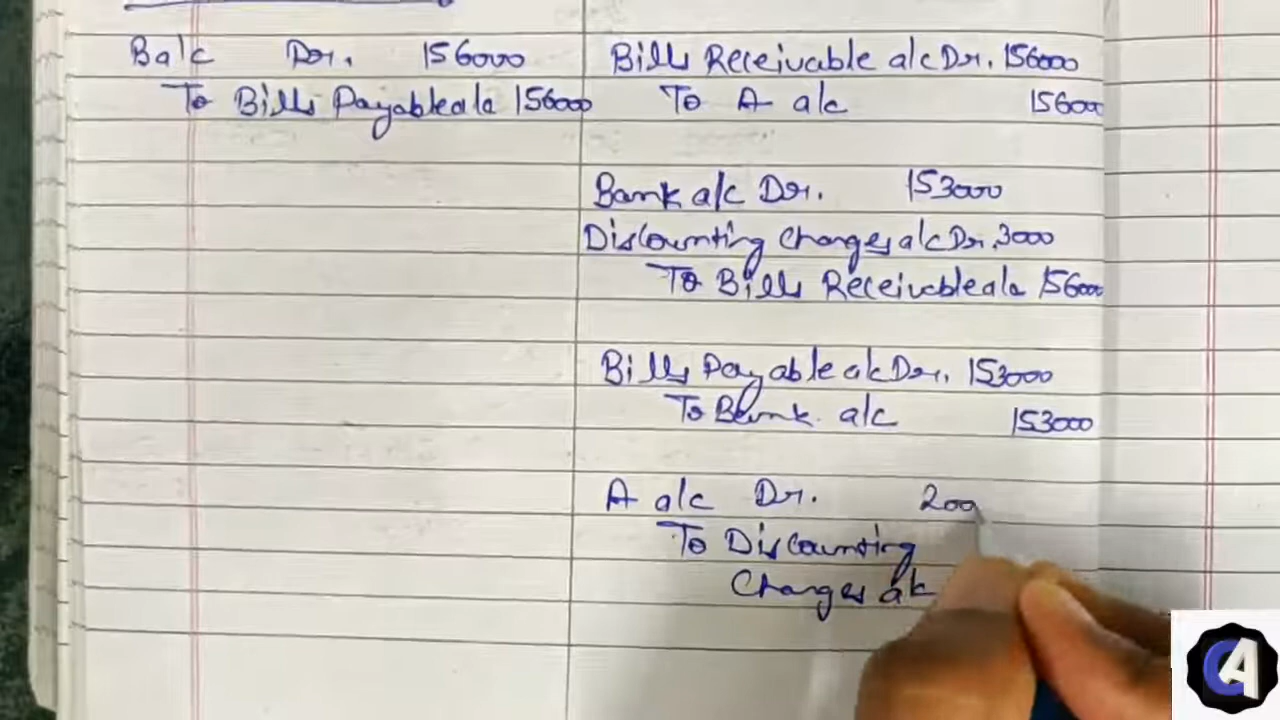 B a/c Dr. 156000
To Bills Payable a/c 156000
Bills Receivable a/c Dr. 156000
To A a/c 156000
Bank a/c Dr. 153000
Discounting Charges a/c Dr. 3000
To Bills Receivable a/c 156000
Bills Payable a/c Dr. 153000
To Bank a/c 153000
A a/c Dr. 200
To Discounting
Charges a/c
CA